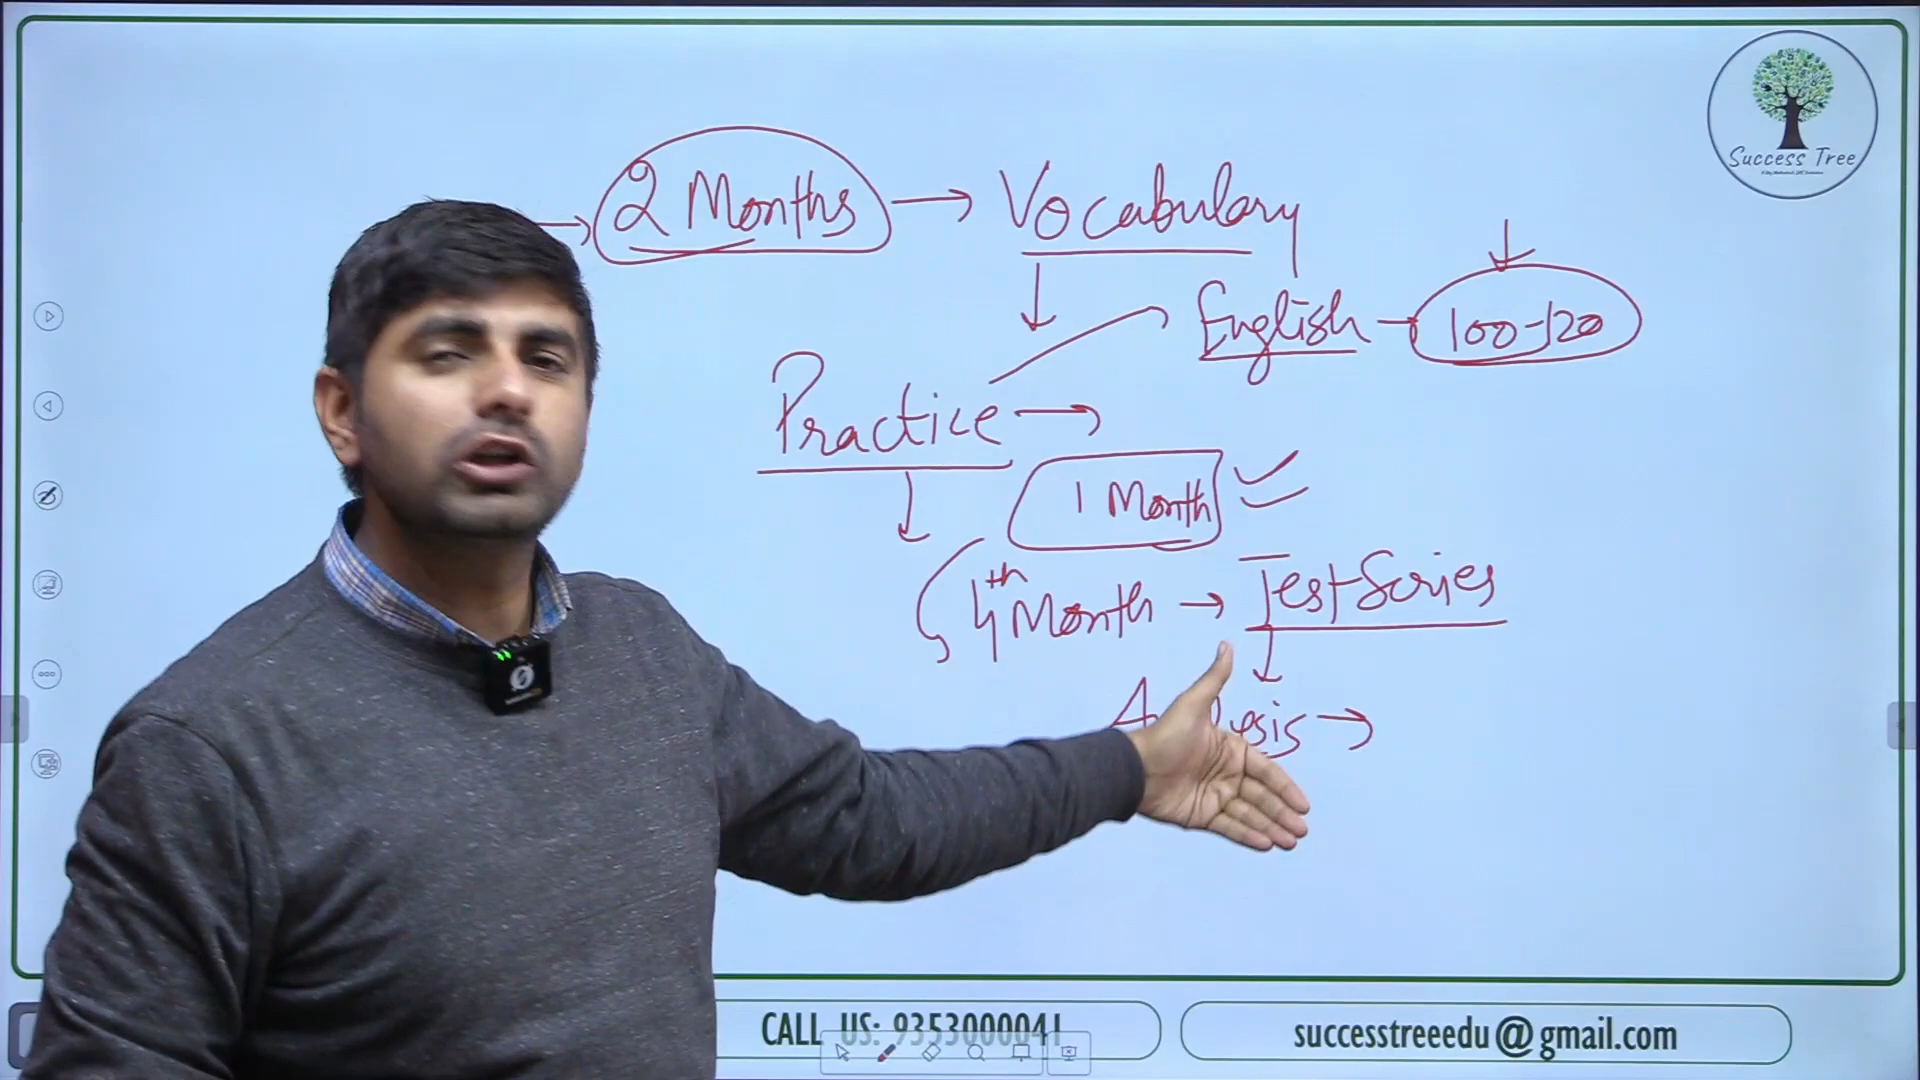 Success Tree
2 Months → Vocabulary
English → 100-120
Practice →
1 Month
4th Month → Test Series
Analysis →
CALL US: 9353000041
successtreeedu@gmail.com